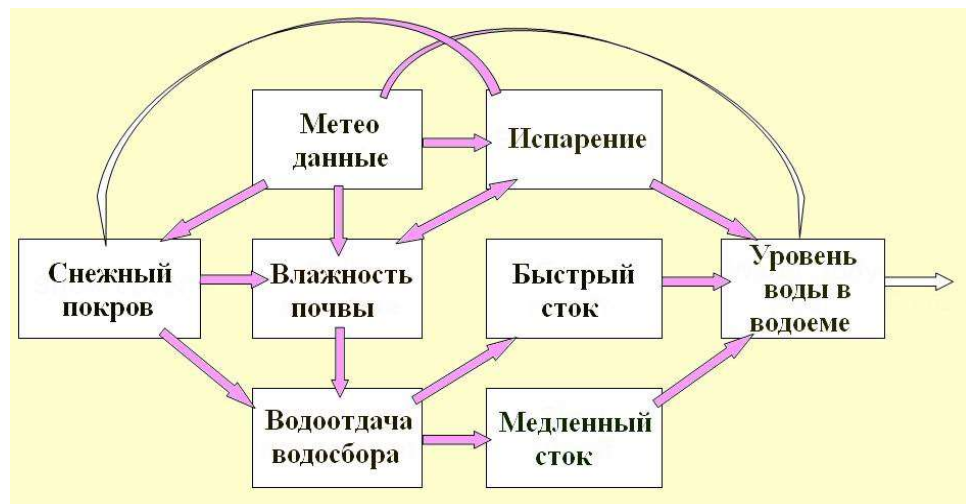 Метео
данные
Испарение
Снежный
покров
Влажность
почвы
Быстрый
сток
Уровень
воды в
водоеме
Водоотдача
водосбора
Медленный
сток